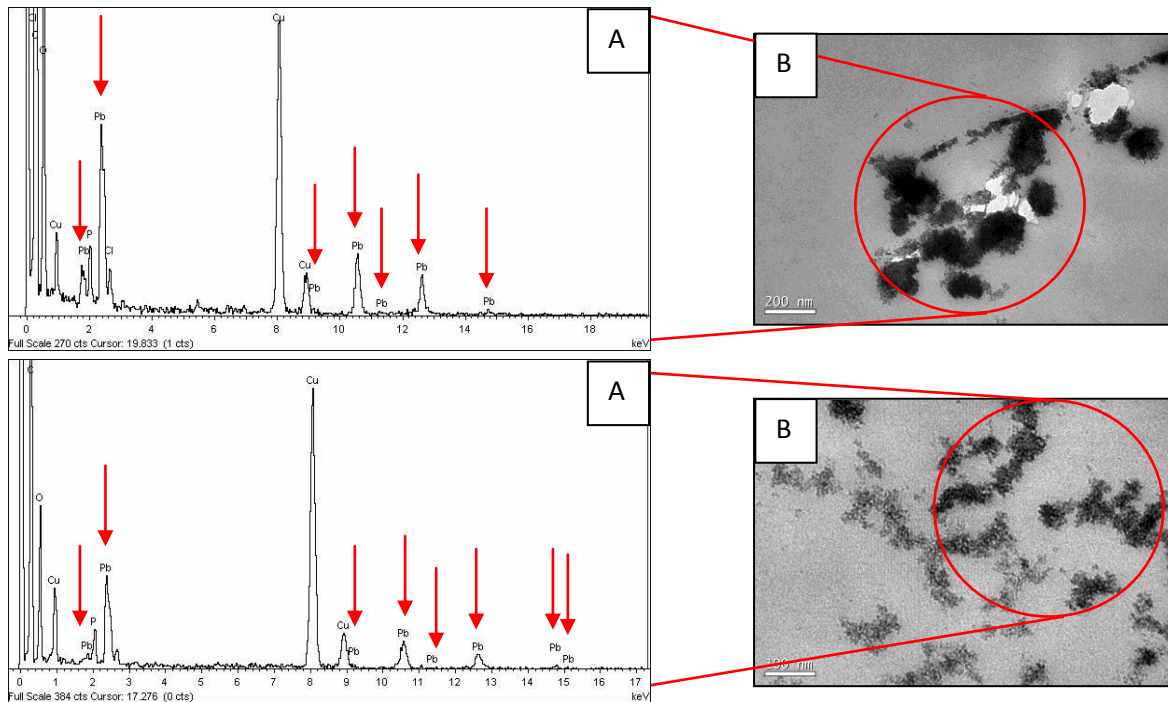 A
Cl
C
O
Cu
Pb
P
Pb
Cl
Cu
Cu
Pb
Pb
Pb
Pb
Pb
0 2 4 6 8 10 12 14 16 18
Full Scale 270 cts Cursor: 19.833 (1 cts) keV
B
200 nm
A
C
O
Cu
Pb
P
Pb
Cu
Cu
Pb
Pb
Pb
Pb
Pb
Pb
0 1 2 3 4 5 6 7 8 9 10 11 12 13 14 15 16 17
Full Scale 384 cts Cursor: 17.276 (0 cts) keV
B
nm